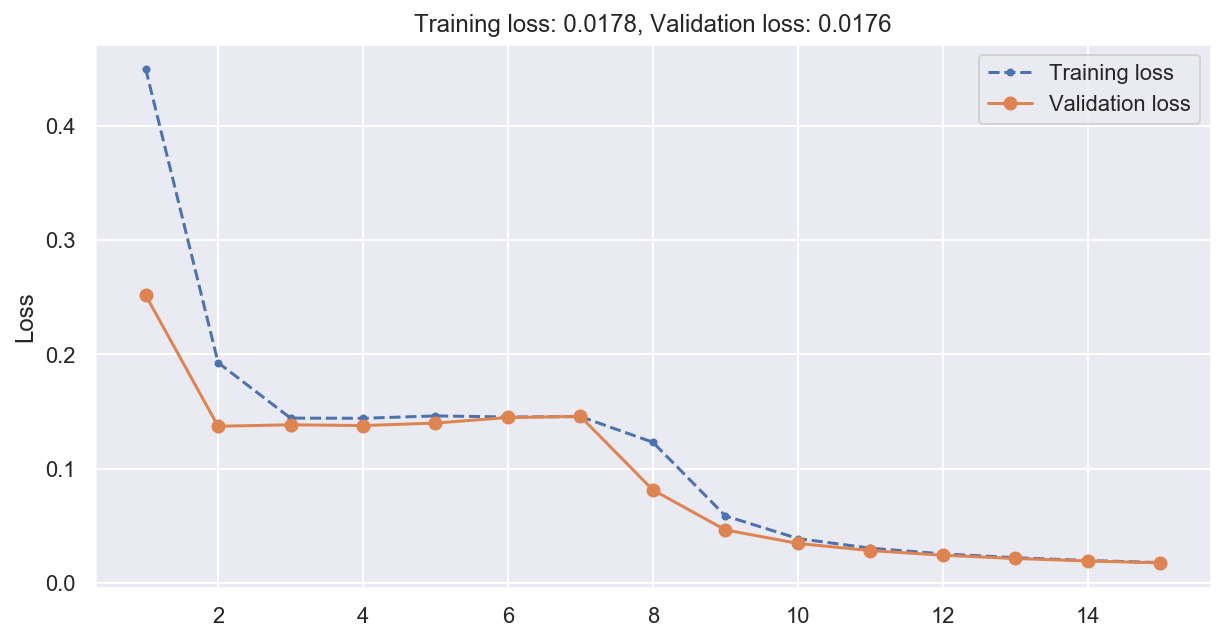 Training loss: 0.0178, Validation loss: 0.0176
Training loss
Validation loss
Loss
0.4
0.3
0.2
0.1
0.0
2 4 6 8 10 12 14